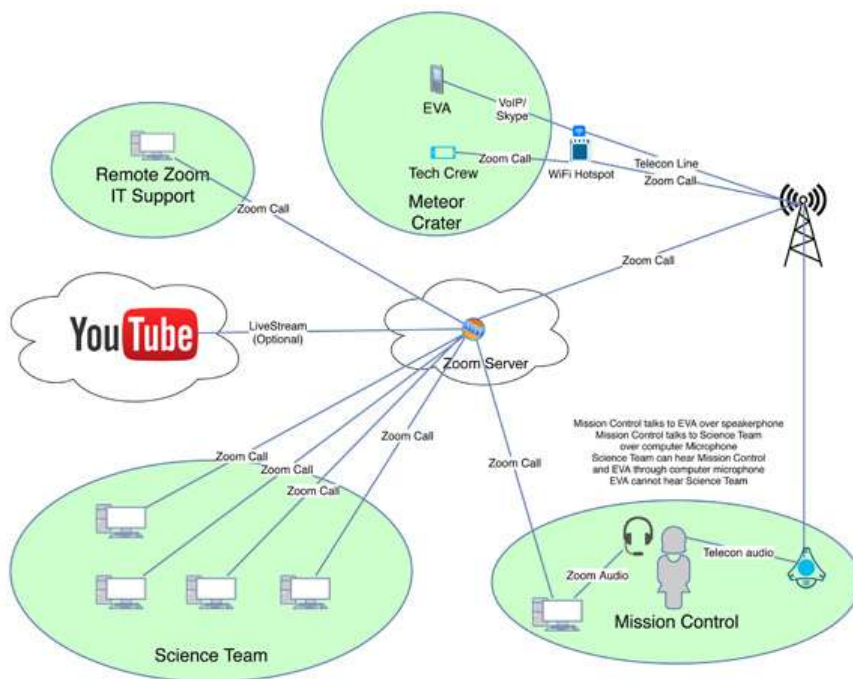 EVA
VoIP/
Skype
Tech Crew
Zoom Call
WiFi Hotspot
Telecon Line
Zoom Call
Meteor
Crater
Remote Zoom
IT Support
Zoom Call
Zoom Call
YouTube
LiveStream
(Optional)
Zoom Server
Zoom Call
Zoom Call
Zoom Call
Zoom Call
Zoom Call
Mission Control talks to EVA over speakerphone
Mission Control talks to Science Team
over computer Microphone
Science Team can hear Mission Control
and EVA through computer microphone
EVA cannot hear Science Team
Zoom Audio
Telecon audio
Mission Control
Science Team